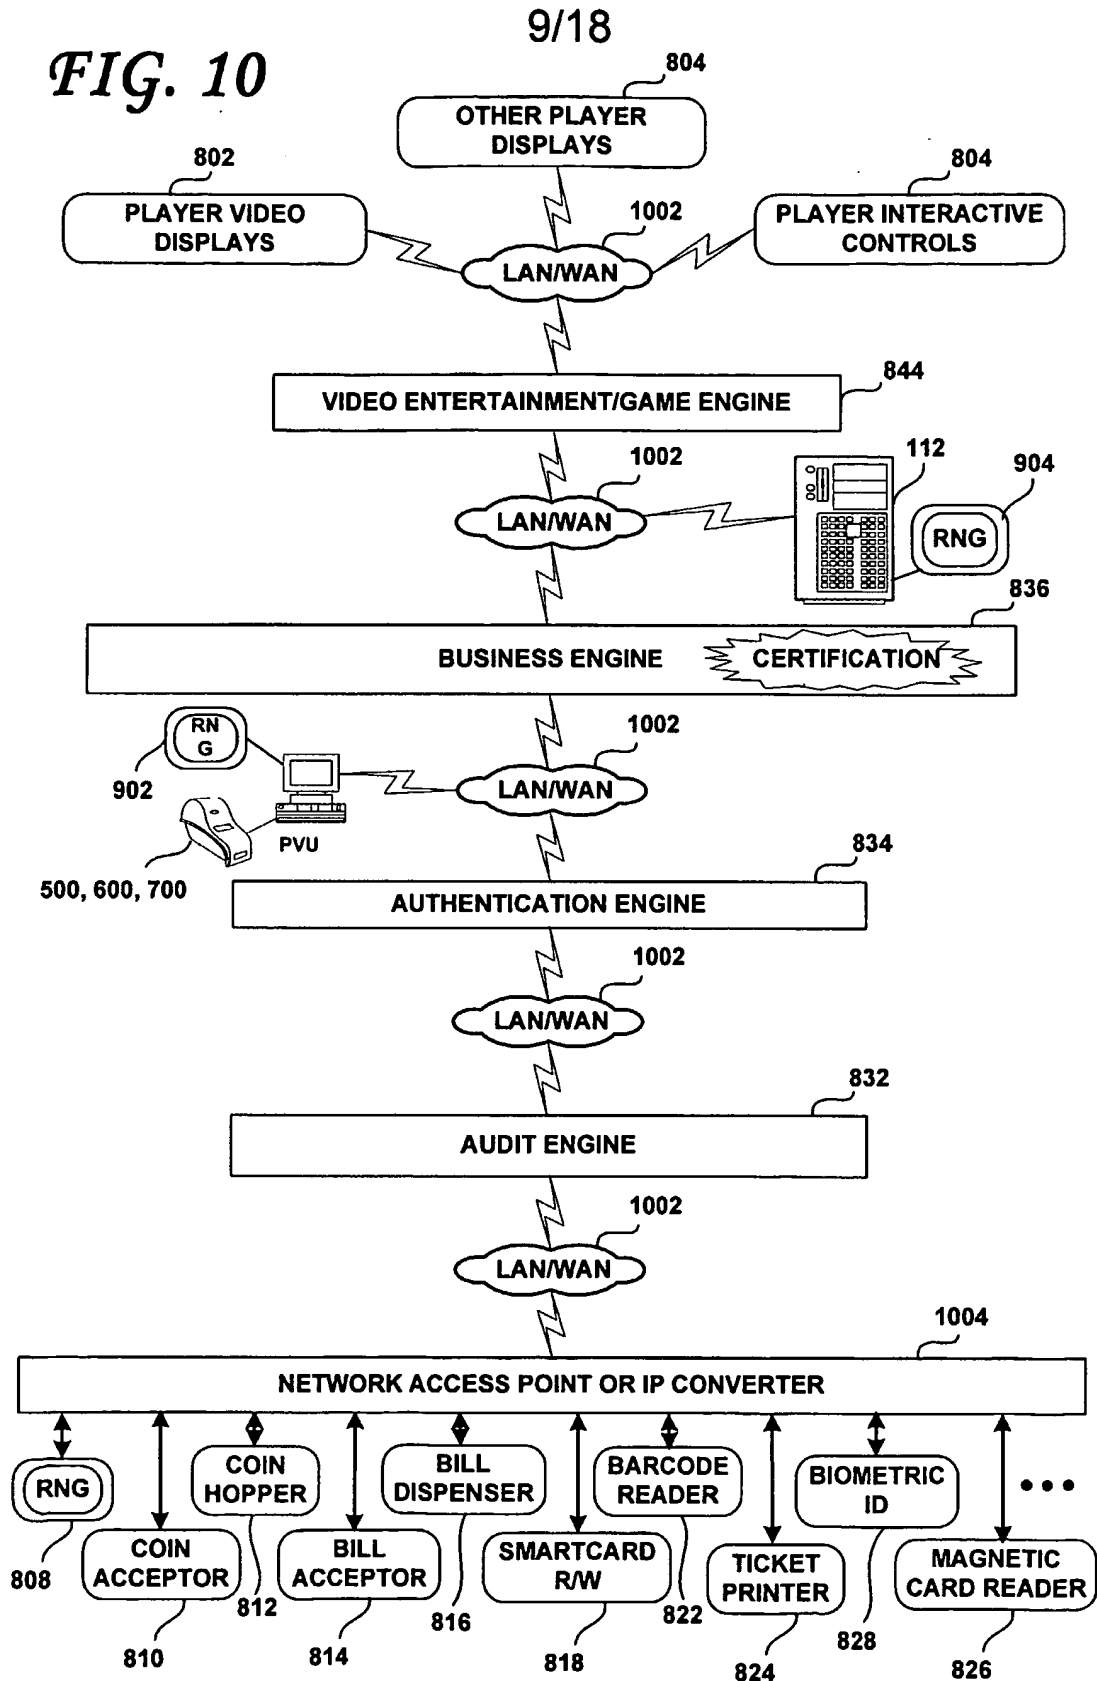 9/18
FIG. 10
804
OTHER PLAYER
DISPLAYS
802
804
PLAYER VIDEO
DISPLAYS
1002
PLAYER INTERACTIVE
CONTROLS
LAN/WAN
844
VIDEO ENTERTAINMENT/GAME ENGINE
1002
112
904
LAN/WAN
RNG
836
BUSINESS ENGINE
CERTIFICATION
RN
G
1002
902
LAN/WAN
PVU
500, 600, 700
834
AUTHENTICATION ENGINE
1002
LAN/WAN
832
AUDIT ENGINE
1002
LAN/WAN
1004
NETWORK ACCESS POINT OR IP CONVERTER
RNG
COIN
HOPPER
BILL
DISPENSER
BARCODE
READER
BIOMETRIC
ID
COIN
ACCEPTOR
BILL
ACCEPTOR
SMARTCARD
R/W
TICKET
PRINTER
MAGNETIC
CARD READER
808
812
816
822
828
810
814
818
824
826